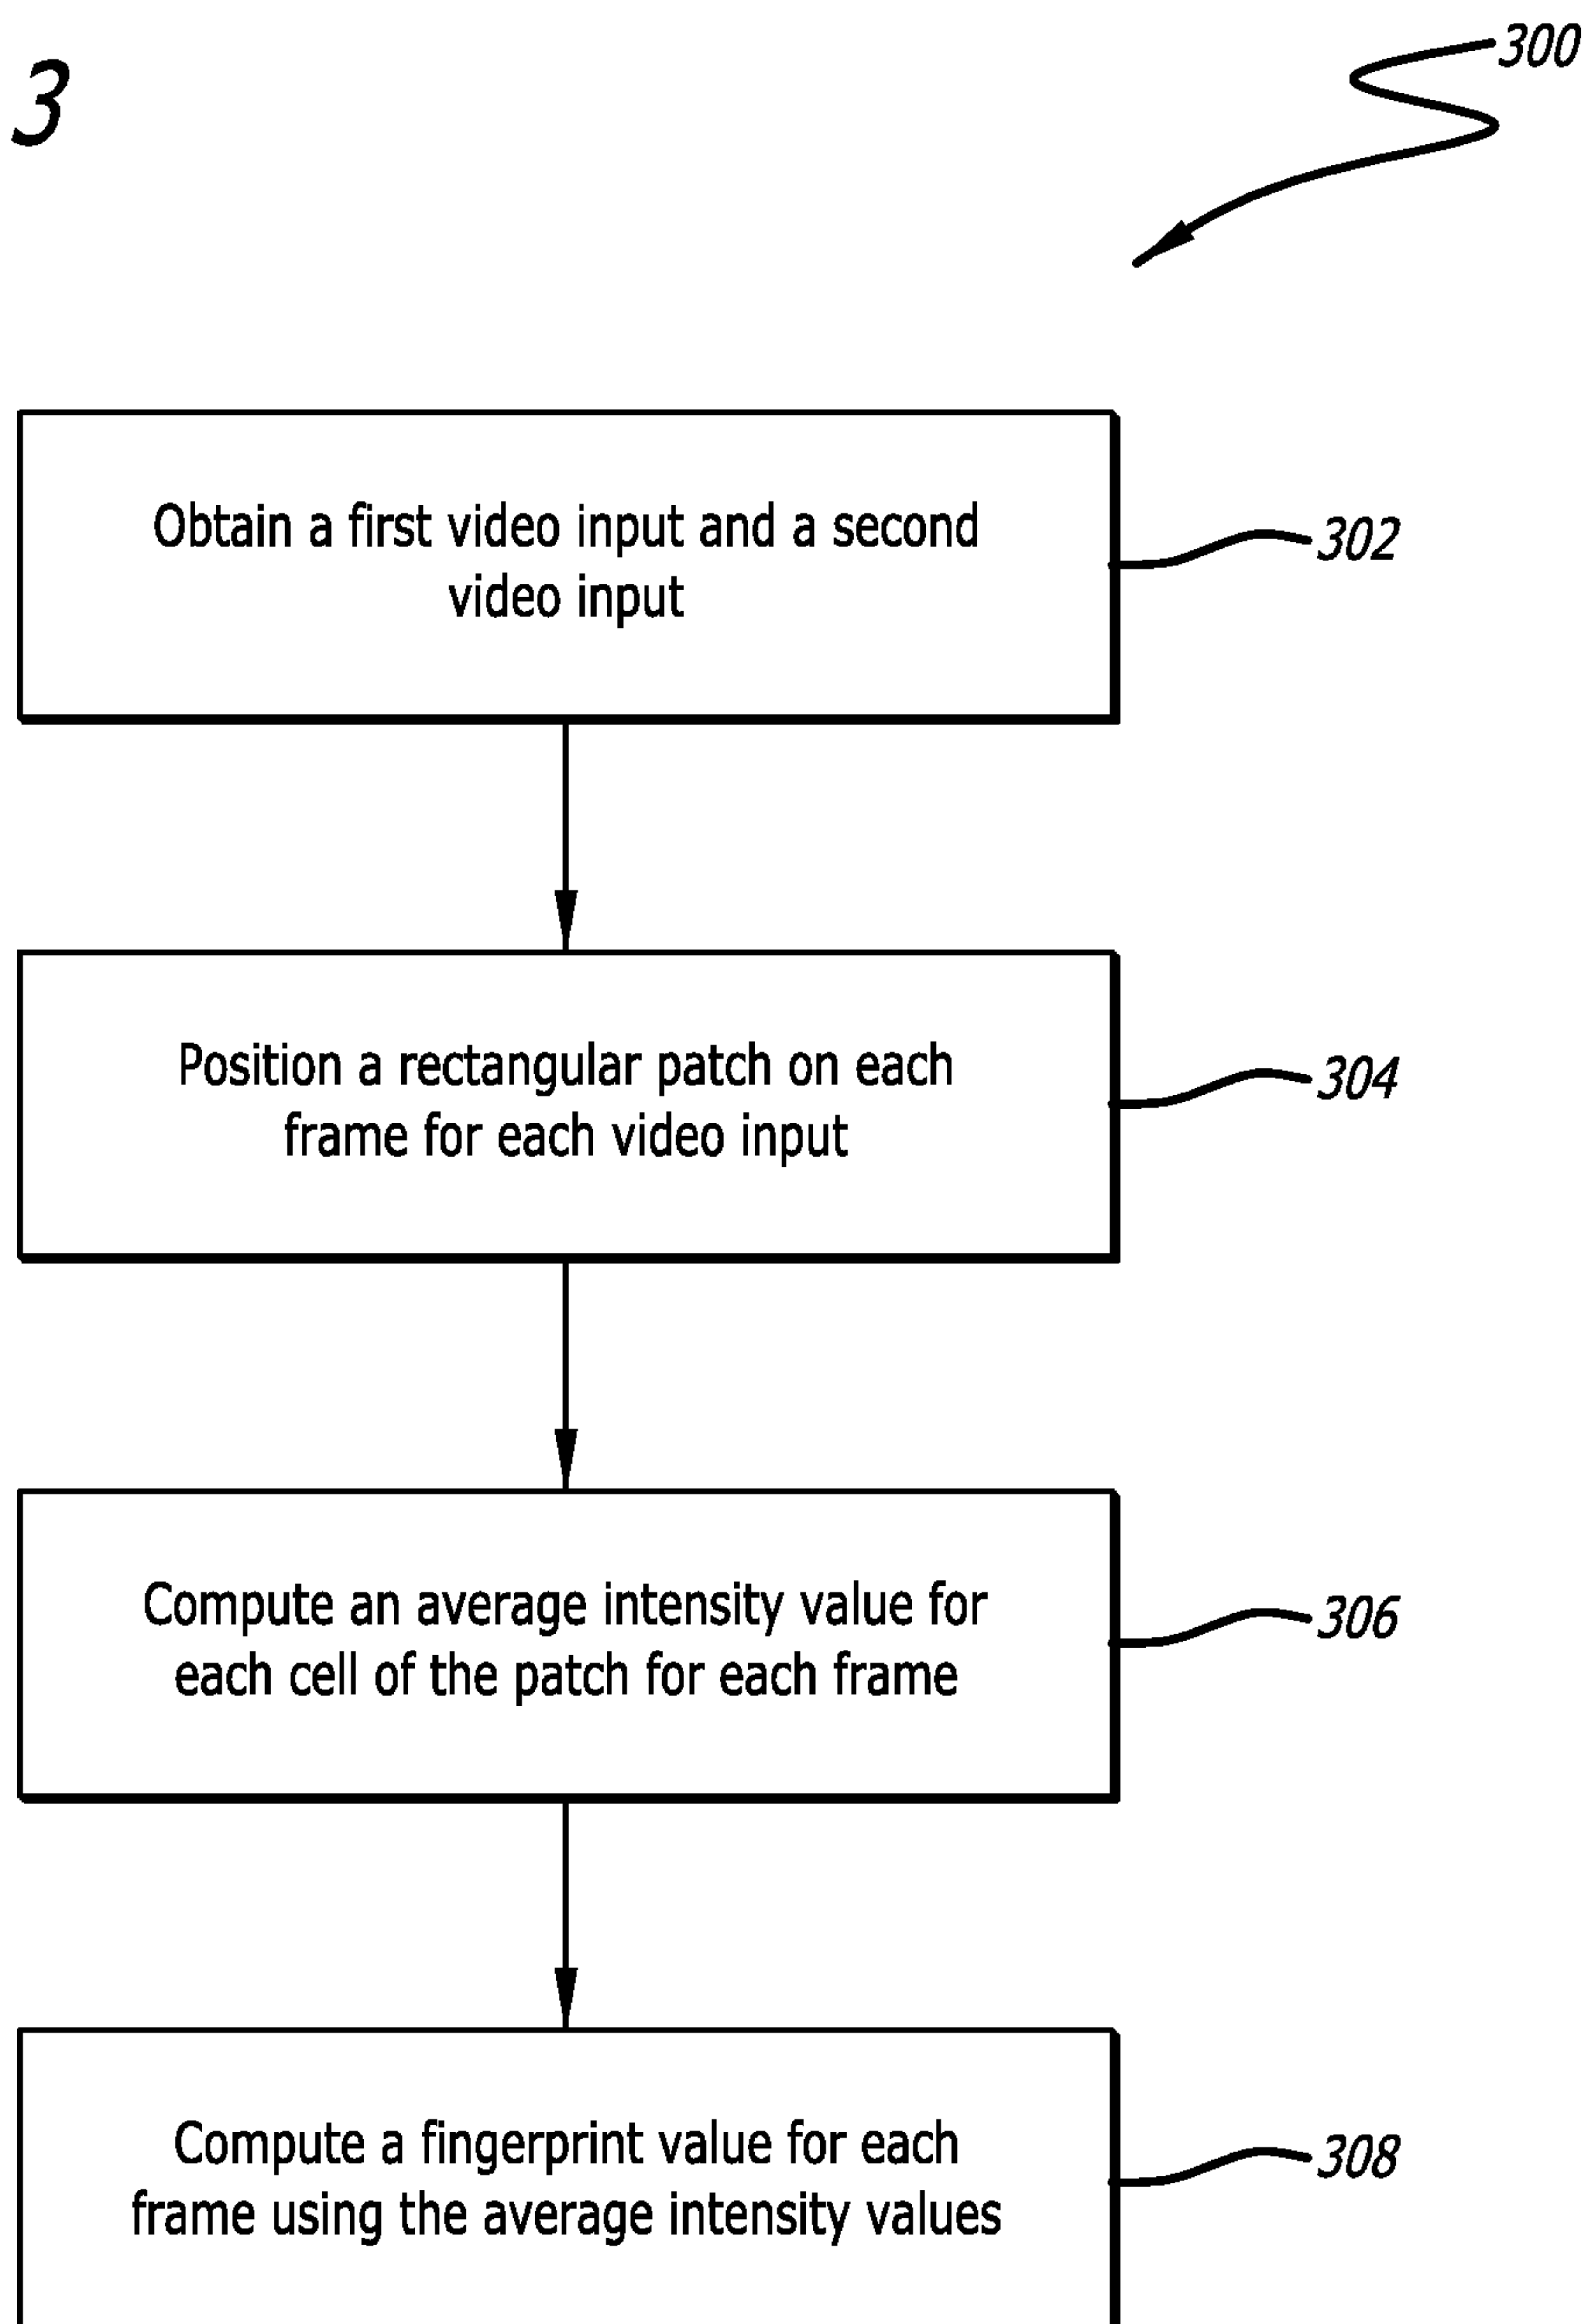 3
300
Obtain a first video input and a second
video input
302
Position a rectangular patch on each
frame for each video input
304
Compute an average intensity value for
each cell of the patch for each frame
306
Compute a fingerprint value for each
frame using the average intensity values
308